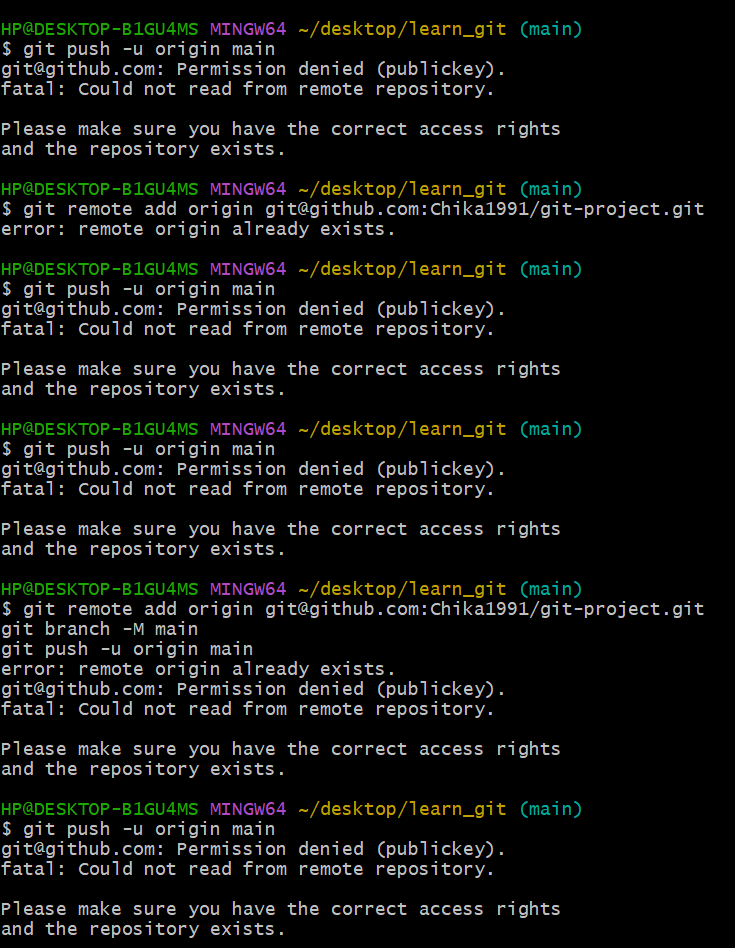 HP@DESKTOP-B1GU4MS MINGW64 ~/desktop/learn_git (main)
$ git push -u origin main
git@github.com: Permission denied (publickey).
fatal: Could not read from remote repository.
Please make sure you have the correct access rights
and the repository exists.
HP@DESKTOP-B1GU4MS MINGW64 ~/desktop/learn_git (main)
$ git remote add origin git@github.com:Chika1991/git-project.git
error: remote origin already exists.
HP@DESKTOP-B1GU4MS MINGW64 ~/desktop/learn_git (main)
$ git push -u origin main
git@github.com: Permission denied (publickey).
fatal: Could not read from remote repository.
Please make sure you have the correct access rights
and the repository exists.
HP@DESKTOP-B1GU4MS MINGW64 ~/desktop/learn_git (main)
$ git push -u origin main
git@github.com: Permission denied (publickey).
fatal: Could not read from remote repository.
Please make sure you have the correct access rights
and the repository exists.
HP@DESKTOP-B1GU4MS MINGW64 ~/desktop/learn_git (main)
$ git remote add origin git@github.com:Chika1991/git-project.git
git branch -M main
git push -u origin main
error: remote origin already exists.
git@github.com: Permission denied (publickey).
fatal: Could not read from remote repository.
Please make sure you have the correct access rights
and the repository exists.
HP@DESKTOP-B1GU4MS MINGW64 ~/desktop/learn_git (main)
$ git push -u origin main
git@github.com: Permission denied (publickey).
fatal: Could not read from remote repository.
Please make sure you have the correct access rights
and the repository exists.